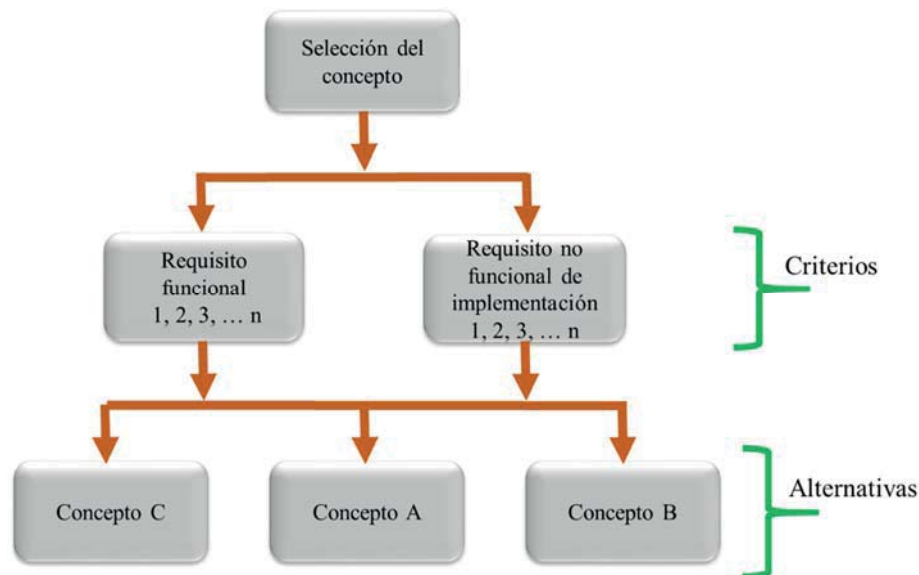 Selección del
concepto
Requisito
funcional
1, 2, 3, … n
Requisito no
funcional de
implementación
1, 2, 3, … n
Criterios
Concepto C
Concepto A
Concepto B
Alternativas